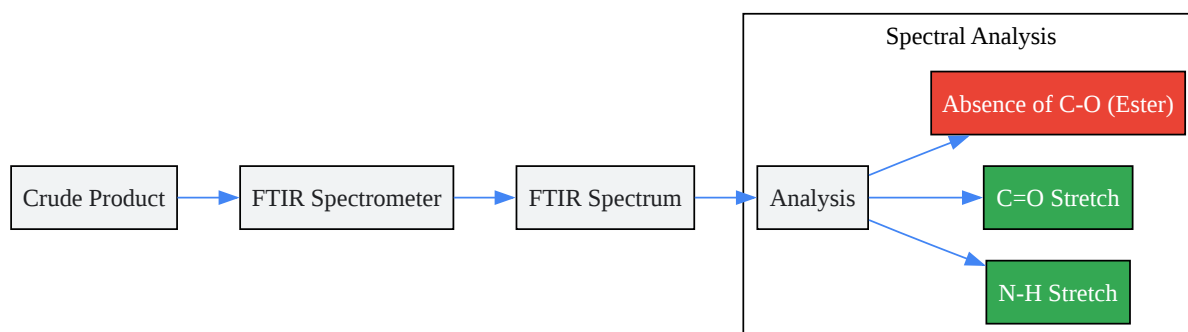 Spectral Analysis
Absence of C-O (Ester)
Crude Product
FTIR Spectrometer
FTIR Spectrum
Analysis
C=O Stretch
N-H Stretch